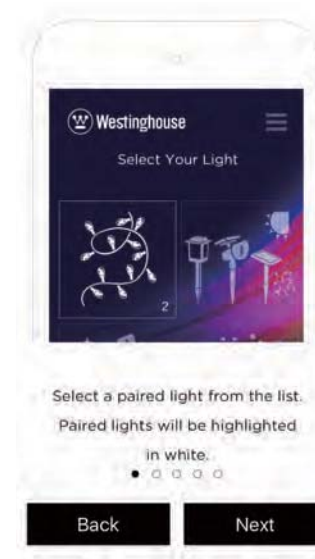 Westinghouse
Select Your Light
2
Select a paired light from the list.
Paired lights will be highlighted
in white.
Back
Next